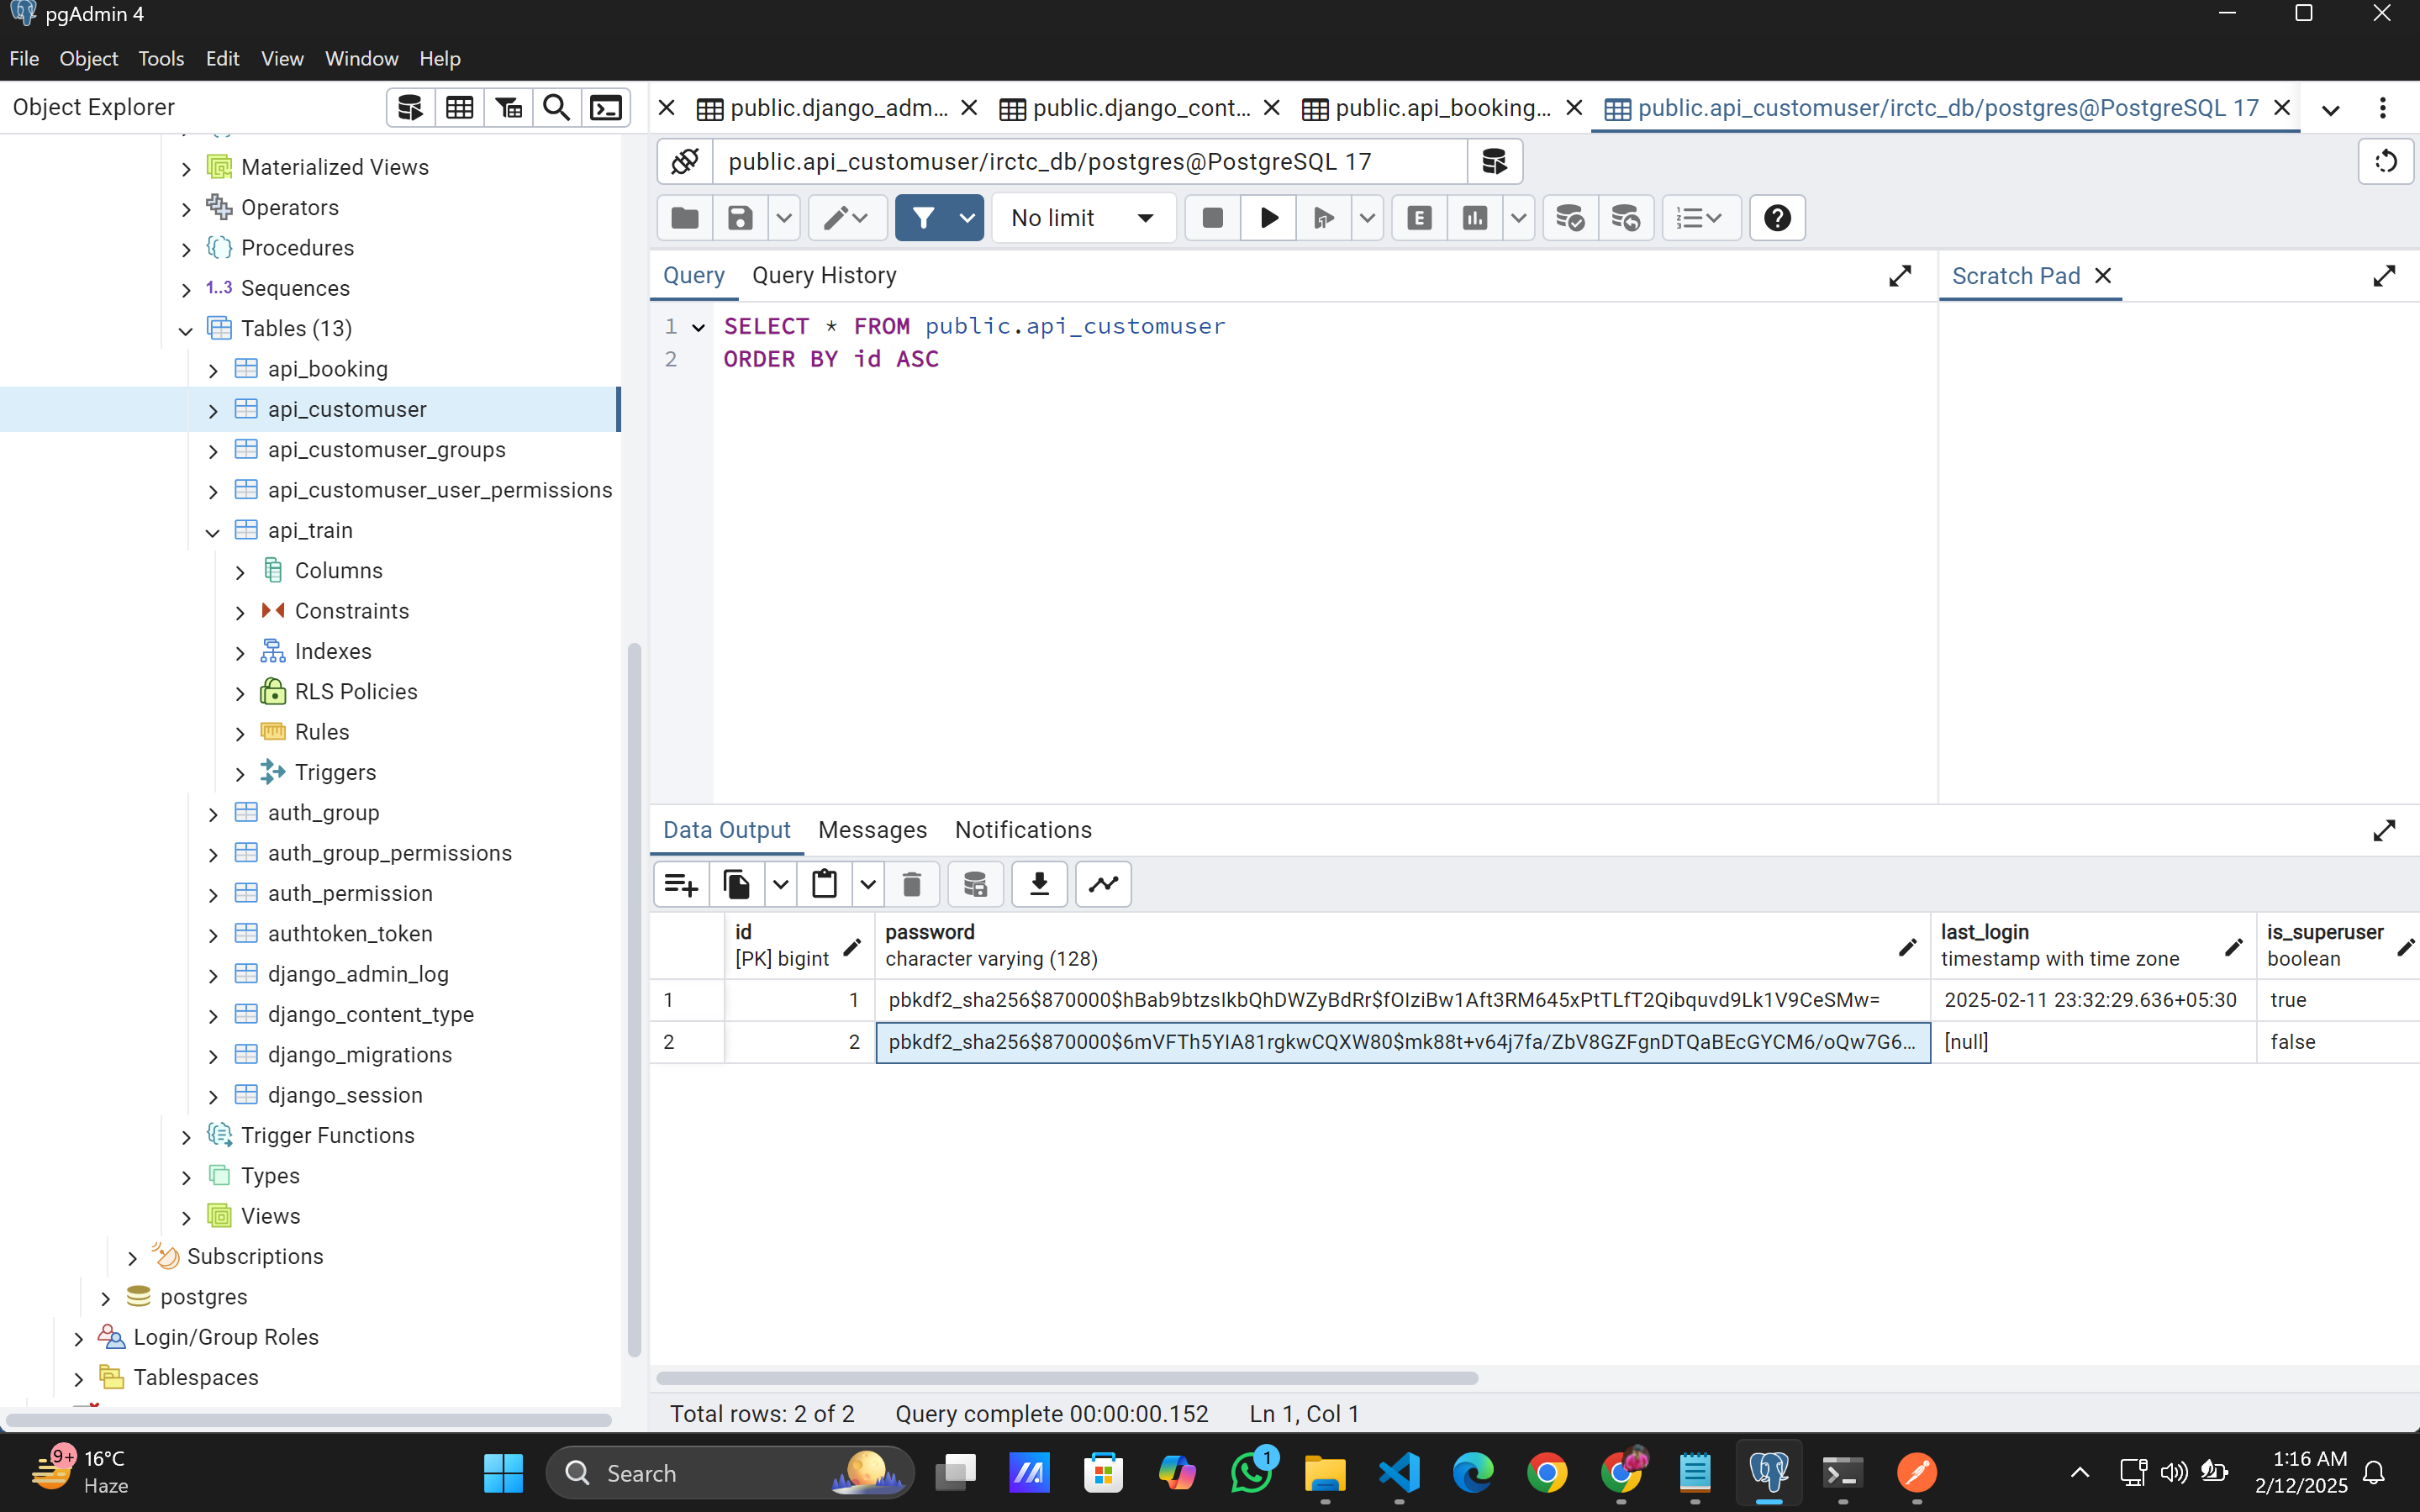 pgAdmin 4
File Object Tools Edit View Window Help
Object Explorer
public.django_adm... public.django_cont... public.api_booking... public.api_customuser/irctc_db/postgres@PostgreSQL 17
Materialized Views
Operators
Procedures
1..3 Sequences
Tables (13)
api_booking
api_customuser
api_customuser_groups
api_customuser_user_permissions
api_train
Columns
Constraints
Indexes
RLS Policies
Rules
Triggers
auth_group
auth_group_permissions
auth_permission
authtoken_token
django_admin_log
django_content_type
django_migrations
django_session
Trigger Functions
Types
Views
Subscriptions
postgres
Login/Group Roles
Tablespaces
public.api_customuser/irctc_db/postgres@PostgreSQL 17
No limit
E
Query Query History
Scratch Pad
1 SELECT * FROM public.api_customuser
2 ORDER BY id ASC
Data Output Messages Notifications
id password last_login is_superuser
[PK] bigint character varying (128) timestamp with time zone boolean
1 1 pbkdf2_sha256$870000$hBab9btzsIkbQhDWZyBdRr$fOIziBw1Aft3RM645xPtTLfT2Qibquvd9Lk1V9CeSMw= 2025-02-11 23:32:29.636+05:30 true
2 2 pbkdf2_sha256$870000$6mVFTh5YIA81rgkwCQXW80$mk88t+v64j7fa/ZbV8GZFgnDTQaBEcGYCM6/oQw7G6... [null] false
Total rows: 2 of 2 Query complete 00:00:00.152 Ln 1, Col 1
9+
16°C
Haze
Search
1
1:16 AM
2/12/2025